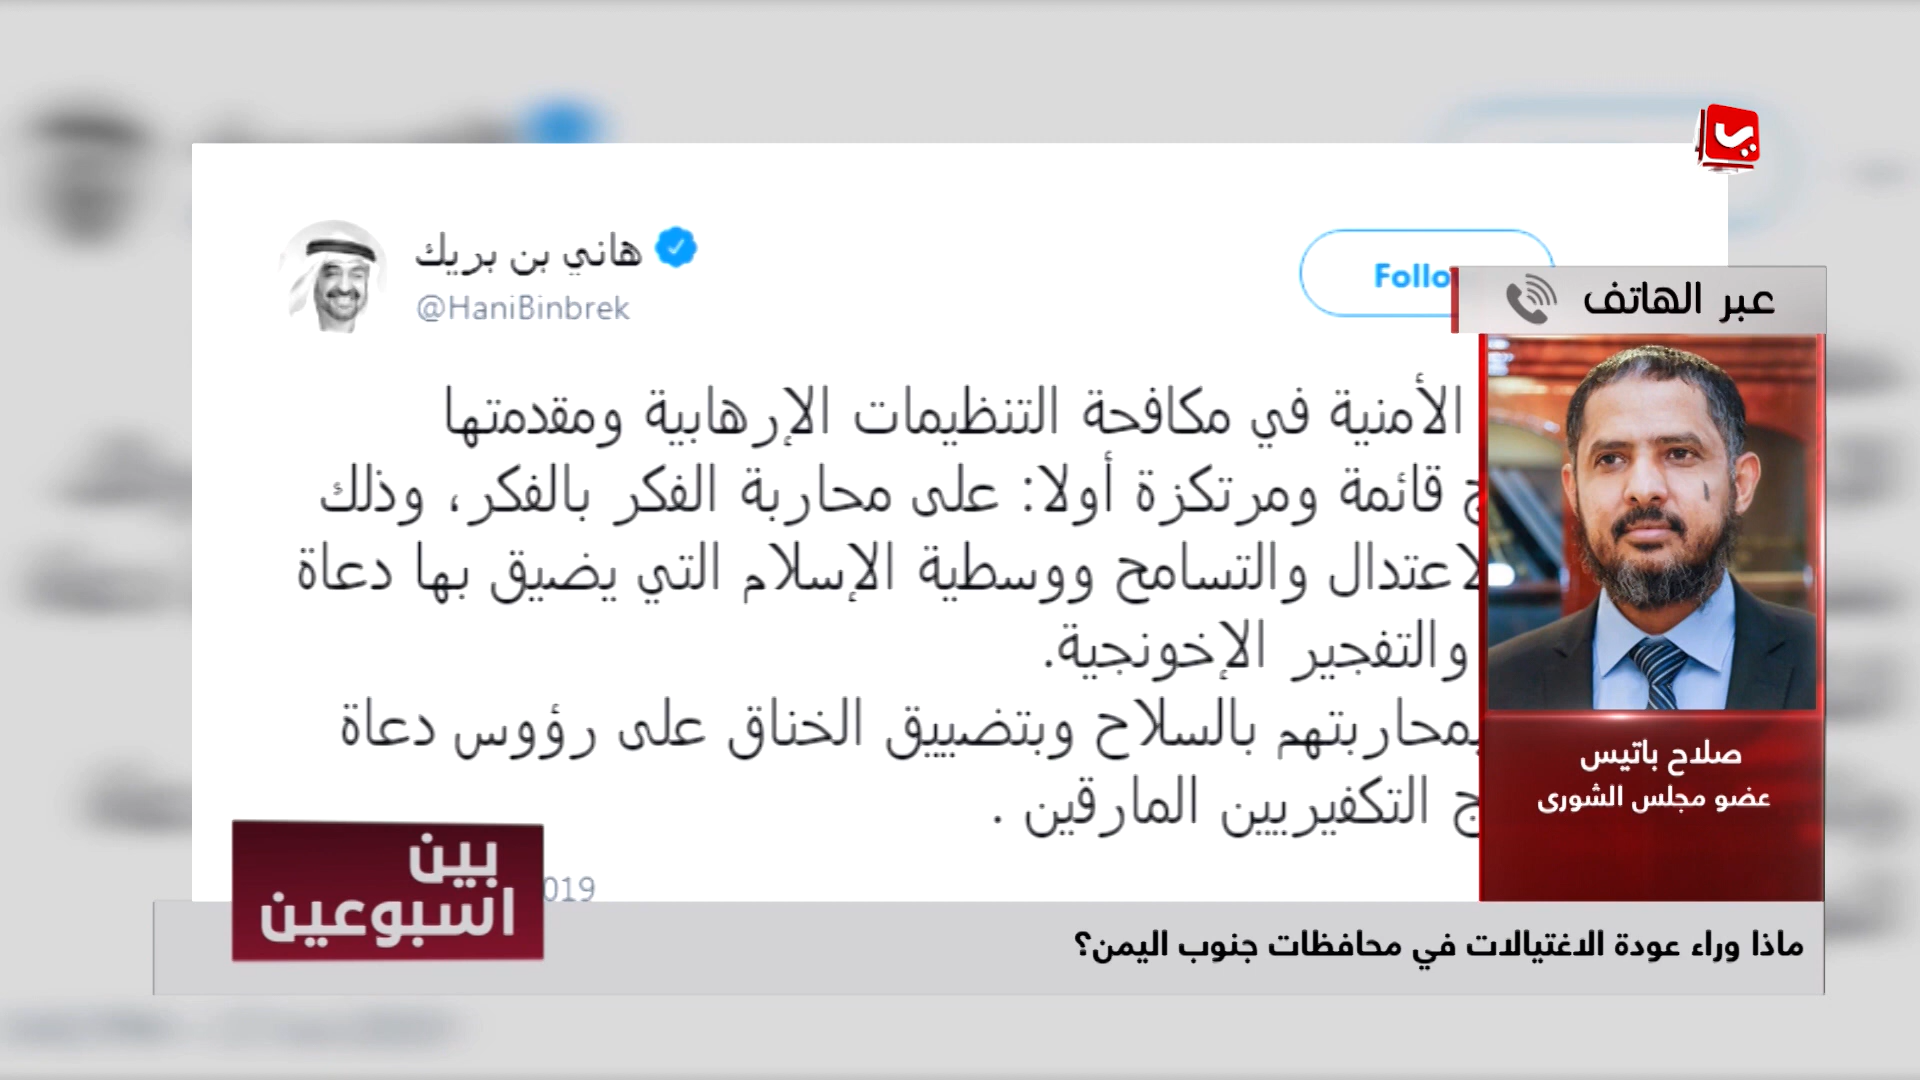 هاني بن بريك
@HaniBinbrek
Follo
عبر الهاتف
الأمنية في مكافحة التنظيمات الإرهابية ومقدمتها
قائمة ومرتكزة أولا: على محاربة الفكر بالفكر، وذلك
لاعتدال والتسامح ووسطية الإسلام التي يضيق بها دعاة
والتفجير الإخونجية.
بمحاربتهم بالسلاح وبتضييق الخناق على رؤوس دعاة
ج التكفيريين المارقين .
019
صلاح باتيس
عضو مجلس الشورى
بين
اسبوعين
ماذا وراء عودة الاغتيالات في محافظات جنوب اليمن؟